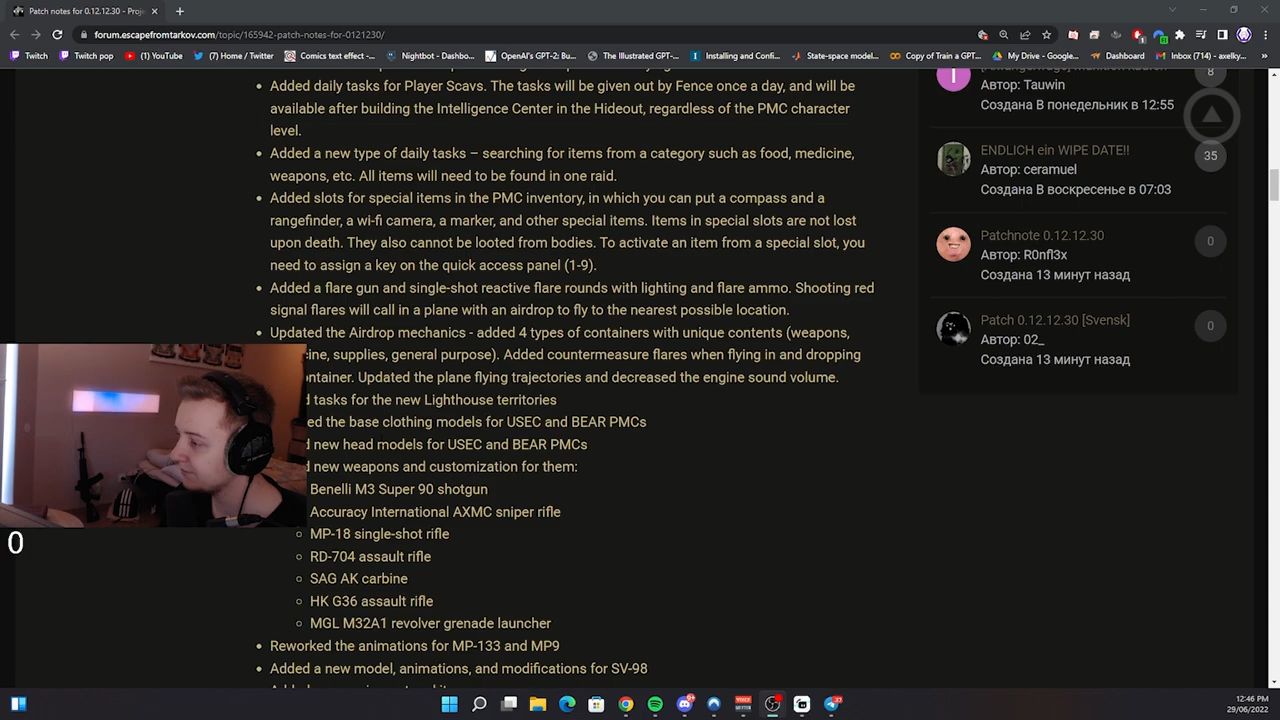 Patch notes for 0.12.12.30 - Proje
forum.escapefromtarkov.com/topic/165942-patch-notes-for-0121230/
Twitch
Twitch pop
(1) YouTube
(7) Home / Twitter
Comics text effect -...
Nightbot - Dashbo...
OpenAI's GPT-2: Bu...
The Illustrated GPT-...
Installing and Confi...
State-space model...
Copy of Train a GPT...
My Drive - Google...
Dashboard
Inbox (714) - axelky...
Added daily tasks for Player Scavs. The tasks will be given out by Fence once a day, and will be
available after building the Intelligence Center in the Hideout, regardless of the PMC character
level.
Added a new type of daily tasks – searching for items from a category such as food, medicine,
weapons, etc. All items will need to be found in one raid.
Added slots for special items in the PMC inventory, in which you can put a compass and a
rangefinder, a wi-fi camera, a marker, and other special items. Items in special slots are not lost
upon death. They also cannot be looted from bodies. To activate an item from a special slot, you
need to assign a key on the quick access panel (1-9).
Added a flare gun and single-shot reactive flare rounds with lighting and flare ammo. Shooting red
signal flares will call in a plane with an airdrop to fly to the nearest possible location.
Updated the Airdrop mechanics - added 4 types of containers with unique contents (weapons,
cine, supplies, general purpose). Added countermeasure flares when flying in and dropping
ontainer. Updated the plane flying trajectories and decreased the engine sound volume.
d tasks for the new Lighthouse territories
ed the base clothing models for USEC and BEAR PMCs
d new head models for USEC and BEAR PMCs
d new weapons and customization for them:
Benelli M3 Super 90 shotgun
Accuracy International AXMC sniper rifle
MP-18 single-shot rifle
RD-704 assault rifle
SAG AK carbine
HK G36 assault rifle
MGL M32A1 revolver grenade launcher
Reworked the animations for MP-133 and MP9
Added a new model, animations, and modifications for SV-98
T
Автор: Tauwin
Создана В понедельник в 12:55
8
ENDLICH ein WIPE DATE!!
Автор: ceramuel
Создана В воскресенье в 07:03
35
Patchnote 0.12.12.30
Автор: R0nfl3x
Создана 13 минут назад
0
Patch 0.12.12.30 [Svensk]
Автор: 02_
Создана 13 минут назад
0
0
12:46 PM
29/06/2022